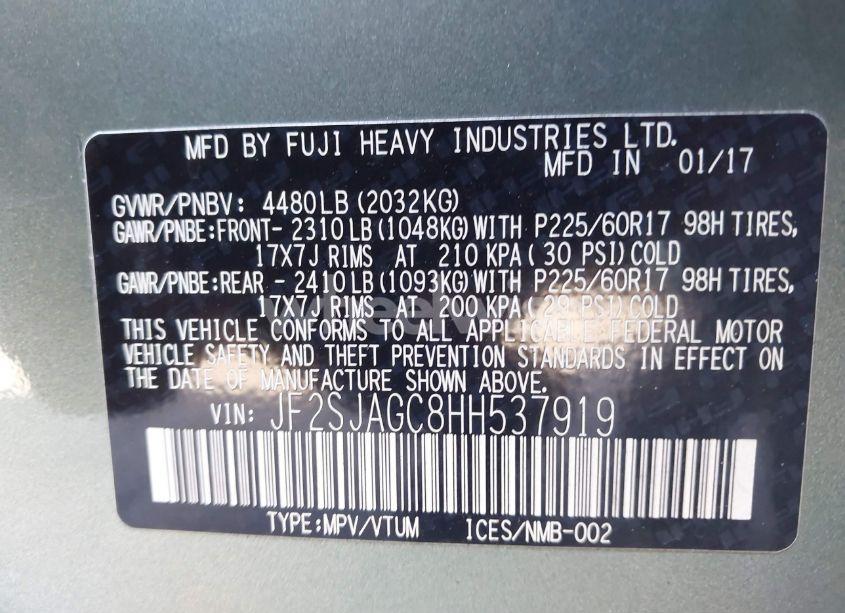 MFD BY FUJI HEAVY INDUSTRIES LTD.
MFD IN 01/17
GVWR/PNBV: 4480LB(2032KG)
GAWR/PNBE:FRONT- 2310LB(1048KG)WITH P225/60R17 98H TIRES,
17X7J RIMS AT 210 KPA(30 PSI)COLD
GAWR/PNBE:REAR - 2410LB(1093KG)WITH P225/60R17 98H TIRES,
17X7J RIMS AT 200 KPA(29 PSI)COLD
THIS VEHICLE CONFORMS TO ALL APPLICABLE FEDERAL MOTOR
VEHICLE SAFETY AND THEFT PREVENTION STANDARDS IN EFFECT ON
THE DATE OF MANUFACTURE SHOWN ABOVE.
VIN: JF2SJAGC8HH537919
TYPE:MPV/VTUM ICES/NMB-002